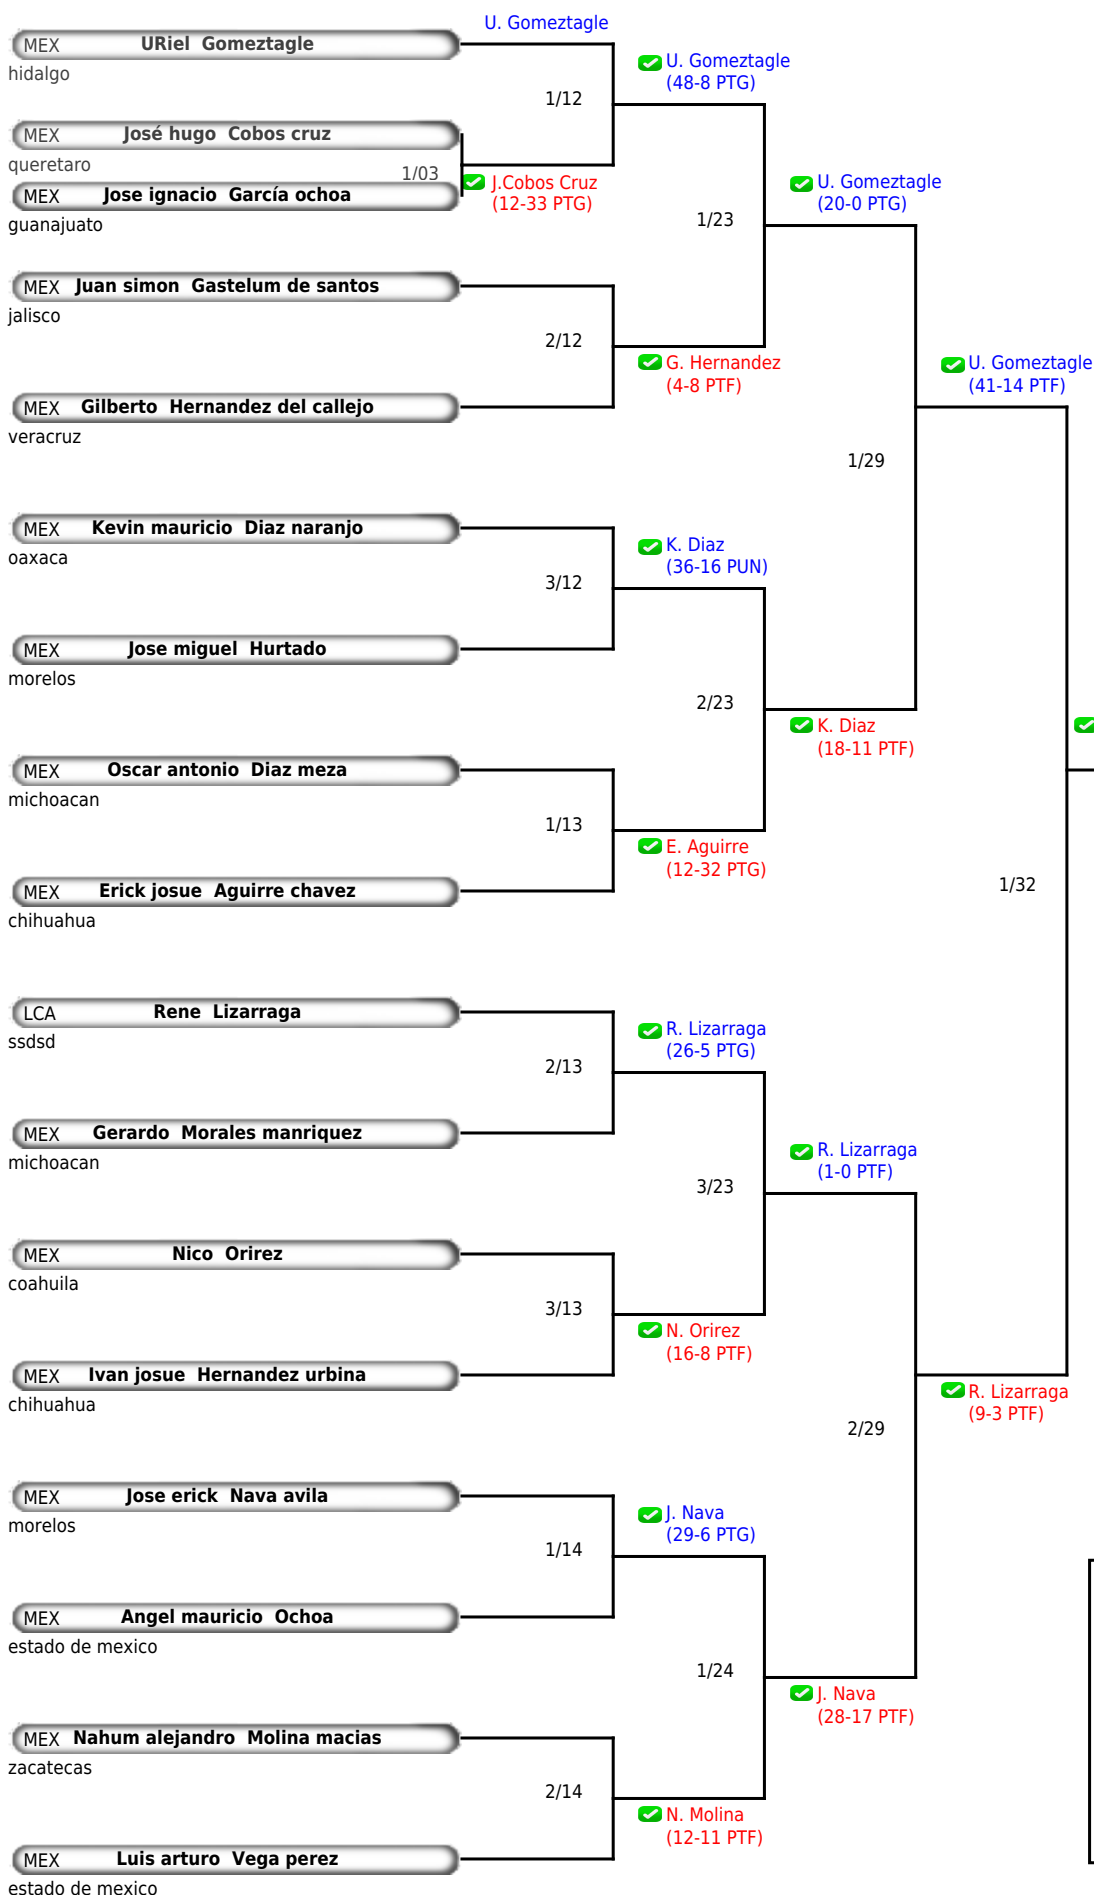 U. Gomeztagle
MEX URiel Gomeztagle
hidalgo
U. Gomeztagle
(48-8 PTG)
1/12
MEX José hugo Cobos cruz
queretaro
1/03
J.Cobos Cruz
(12-33 PTG)
MEX Jose ignacio García ochoa
guanajuato
U. Gomeztagle
(20-0 PTG)
1/23
MEX Juan simon Gastelum de santos
jalisco
2/12
G. Hernandez
(4-8 PTF)
U. Gomeztagle
(41-14 PTF)
MEX Gilberto Hernandez del callejo
veracruz
1/29
MEX Kevin mauricio Diaz naranjo
oaxaca
K. Diaz
(36-16 PUN)
3/12
MEX Jose miguel Hurtado
morelos
2/23
K. Diaz
(18-11 PTF)
MEX Oscar antonio Diaz meza
michoacan
1/13
E. Aguirre
(12-32 PTG)
MEX Erick josue Aguirre chavez
chihuahua
1/32
LCA Rene Lizarraga
ssdsd
R. Lizarraga
(26-5 PTG)
2/13
MEX Gerardo Morales manriquez
michoacan
R. Lizarraga
(1-0 PTF)
3/23
MEX Nico Orirez
coahuila
3/13
N. Orirez
(16-8 PTF)
MEX Ivan josue Hernandez urbina
chihuahua
R. Lizarraga
(9-3 PTF)
2/29
MEX Jose erick Nava avila
morelos
J. Nava
(29-6 PTG)
1/14
MEX Angel mauricio Ochoa
estado de mexico
1/24
J. Nava
(28-17 PTF)
MEX Nahum alejandro Molina macias
zacatecas
2/14
N. Molina
(12-11 PTF)
MEX Luis arturo Vega perez
estado de mexico